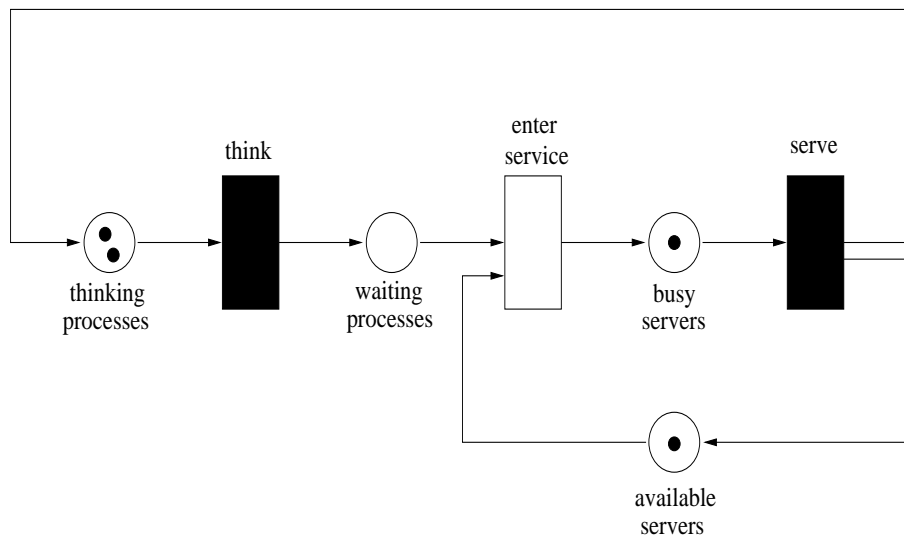 enter
service
think
serve
thinking
processes
waiting
processes
busy
servers
available
servers